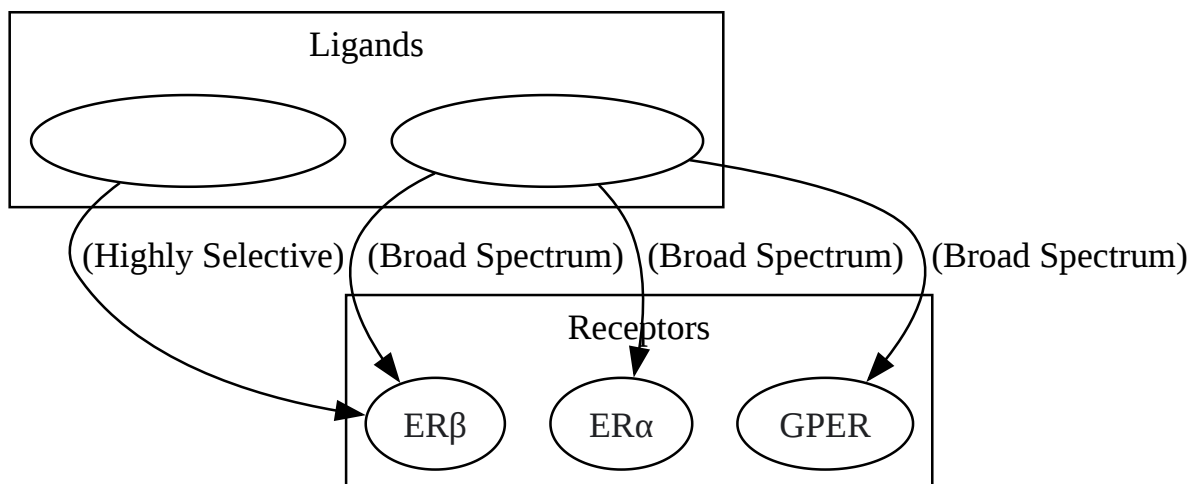 Ligands
(Highly Selective)
(Broad Spectrum)
(Broad Spectrum)
(Broad Spectrum)
Receptors
ERβ
ERα
GPER